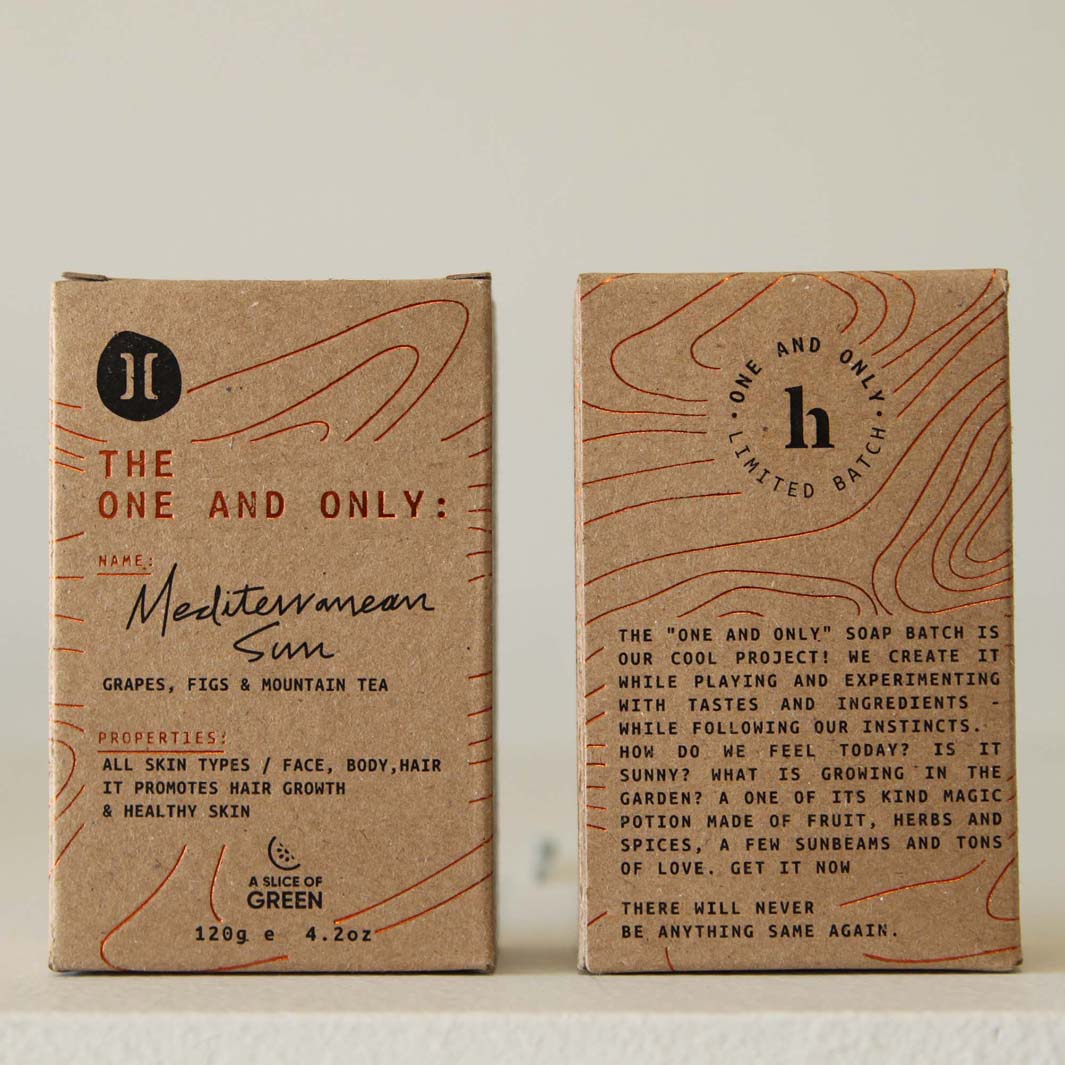 THE
ONE AND ONLY:
NAME:
Mediterranean
Sun
GRAPES, FIGS & MOUNTAIN TEA
PROPERTIES:
ALL SKIN TYPES / FACE, BODY,HAIR
IT PROMOTES HAIR GROWTH
& HEALTHY SKIN
A SLICE OF
GREEN
120g e 4.2oz
· ONE AND ONLY ·
LIMITED BATCH
h
THE "ONE AND ONLY" SOAP BATCH IS
OUR COOL PROJECT! WE CREATE IT
WHILE PLAYING AND EXPERIMENTING
WITH TASTES AND INGREDIENTS -
WHILE FOLLOWING OUR INSTINCTS.
HOW DO WE FEEL TODAY? IS IT
SUNNY? WHAT IS GROWING IN THE
GARDEN? A ONE OF ITS KIND MAGIC
POTION MADE OF FRUIT, HERBS AND
SPICES, A FEW SUNBEAMS AND TONS
OF LOVE. GET IT NOW
THERE WILL NEVER
BE ANYTHING SAME AGAIN.